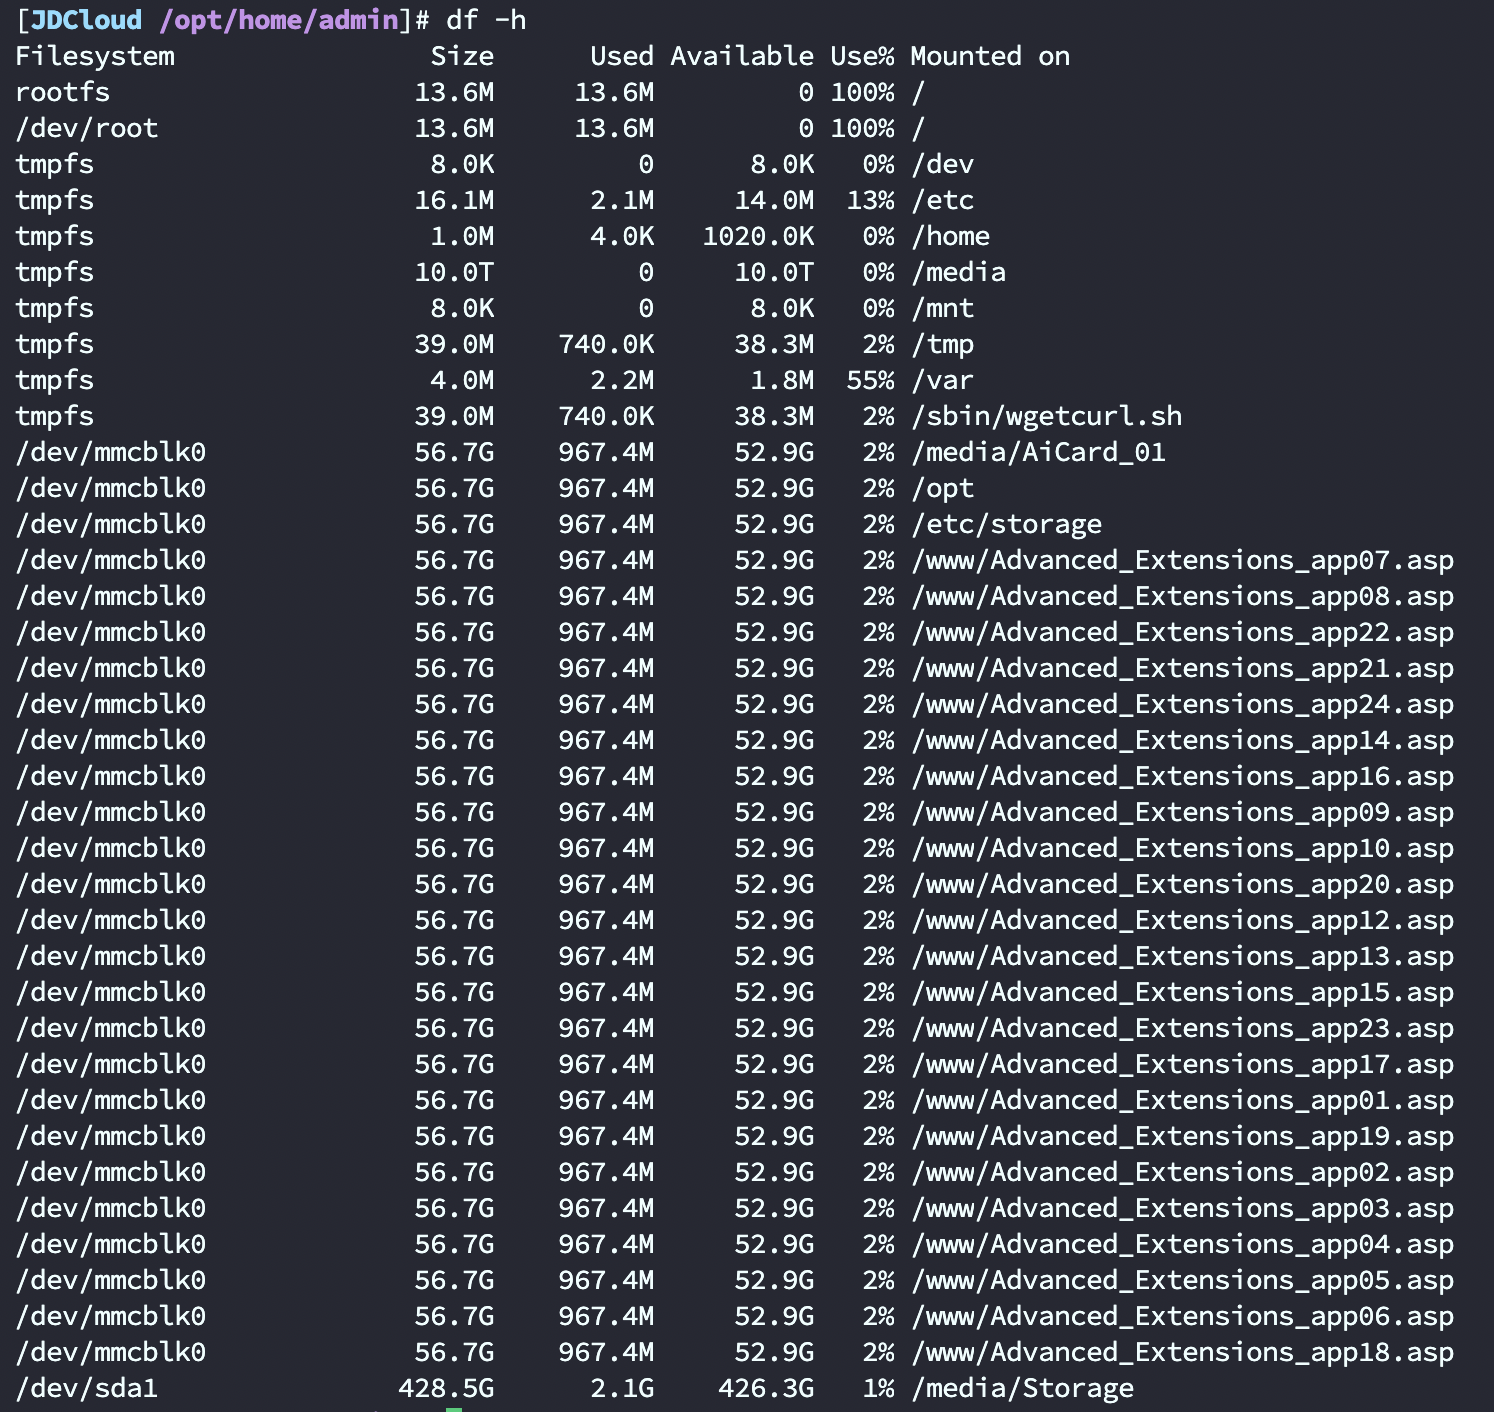 [JDCloud /opt/home/admin]# df -h
Filesystem                Size      Used Available Use% Mounted on
rootfs                   13.6M     13.6M         0 100% /
/dev/root                13.6M     13.6M         0 100% /
tmpfs                     8.0K         0      8.0K   0% /dev
tmpfs                    16.1M      2.1M     14.0M  13% /etc
tmpfs                     1.0M      4.0K   1020.0K   0% /home
tmpfs                    10.0T         0     10.0T   0% /media
tmpfs                     8.0K         0      8.0K   0% /mnt
tmpfs                    39.0M    740.0K     38.3M   2% /tmp
tmpfs                     4.0M      2.2M      1.8M  55% /var
tmpfs                    39.0M    740.0K     38.3M   2% /sbin/wgetcurl.sh
/dev/mmcblk0             56.7G    967.4M     52.9G   2% /media/AiCard_01
/dev/mmcblk0             56.7G    967.4M     52.9G   2% /opt
/dev/mmcblk0             56.7G    967.4M     52.9G   2% /etc/storage
/dev/mmcblk0             56.7G    967.4M     52.9G   2% /www/Advanced_Extensions_app07.asp
/dev/mmcblk0             56.7G    967.4M     52.9G   2% /www/Advanced_Extensions_app08.asp
/dev/mmcblk0             56.7G    967.4M     52.9G   2% /www/Advanced_Extensions_app22.asp
/dev/mmcblk0             56.7G    967.4M     52.9G   2% /www/Advanced_Extensions_app21.asp
/dev/mmcblk0             56.7G    967.4M     52.9G   2% /www/Advanced_Extensions_app24.asp
/dev/mmcblk0             56.7G    967.4M     52.9G   2% /www/Advanced_Extensions_app14.asp
/dev/mmcblk0             56.7G    967.4M     52.9G   2% /www/Advanced_Extensions_app16.asp
/dev/mmcblk0             56.7G    967.4M     52.9G   2% /www/Advanced_Extensions_app09.asp
/dev/mmcblk0             56.7G    967.4M     52.9G   2% /www/Advanced_Extensions_app10.asp
/dev/mmcblk0             56.7G    967.4M     52.9G   2% /www/Advanced_Extensions_app20.asp
/dev/mmcblk0             56.7G    967.4M     52.9G   2% /www/Advanced_Extensions_app12.asp
/dev/mmcblk0             56.7G    967.4M     52.9G   2% /www/Advanced_Extensions_app13.asp
/dev/mmcblk0             56.7G    967.4M     52.9G   2% /www/Advanced_Extensions_app15.asp
/dev/mmcblk0             56.7G    967.4M     52.9G   2% /www/Advanced_Extensions_app23.asp
/dev/mmcblk0             56.7G    967.4M     52.9G   2% /www/Advanced_Extensions_app17.asp
/dev/mmcblk0             56.7G    967.4M     52.9G   2% /www/Advanced_Extensions_app01.asp
/dev/mmcblk0             56.7G    967.4M     52.9G   2% /www/Advanced_Extensions_app19.asp
/dev/mmcblk0             56.7G    967.4M     52.9G   2% /www/Advanced_Extensions_app02.asp
/dev/mmcblk0             56.7G    967.4M     52.9G   2% /www/Advanced_Extensions_app03.asp
/dev/mmcblk0             56.7G    967.4M     52.9G   2% /www/Advanced_Extensions_app04.asp
/dev/mmcblk0             56.7G    967.4M     52.9G   2% /www/Advanced_Extensions_app05.asp
/dev/mmcblk0             56.7G    967.4M     52.9G   2% /www/Advanced_Extensions_app06.asp
/dev/mmcblk0             56.7G    967.4M     52.9G   2% /www/Advanced_Extensions_app18.asp
/dev/sda1               428.5G      2.1G    426.3G   1% /media/Storage